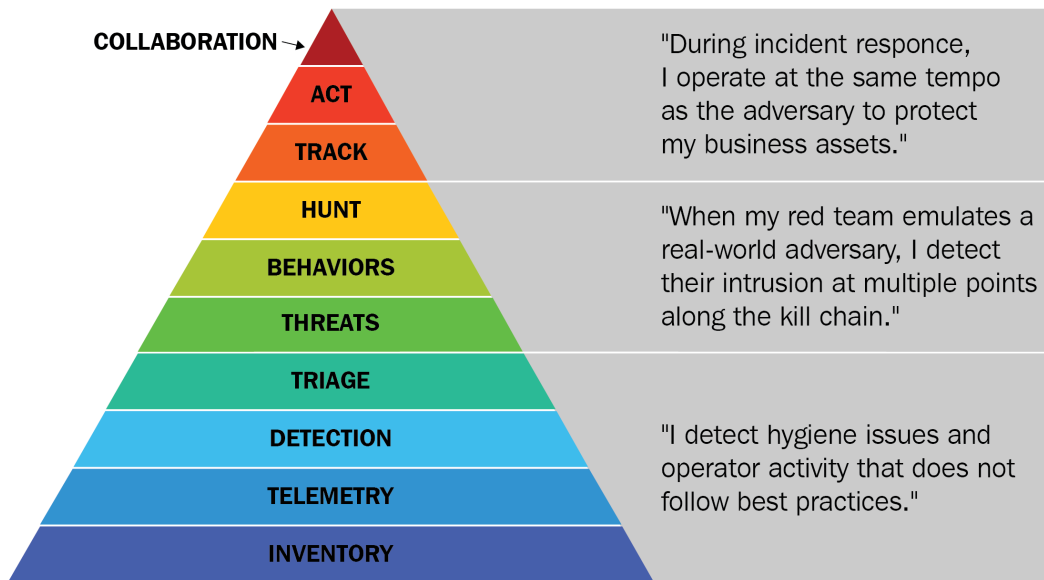 COLLABORATION
ACT
TRACK
HUNT
BEHAVIORS
THREATS
TRIAGE
DETECTION
TELEMETRY
INVENTORY
"During incident responce,
I operate at the same tempo
as the adversary to protect
my business assets."
"When my red team emulates a
real-world adversary, I detect
their intrusion at multiple points
along the kill chain."
"I detect hygiene issues and
operator activity that does not
follow best practices."